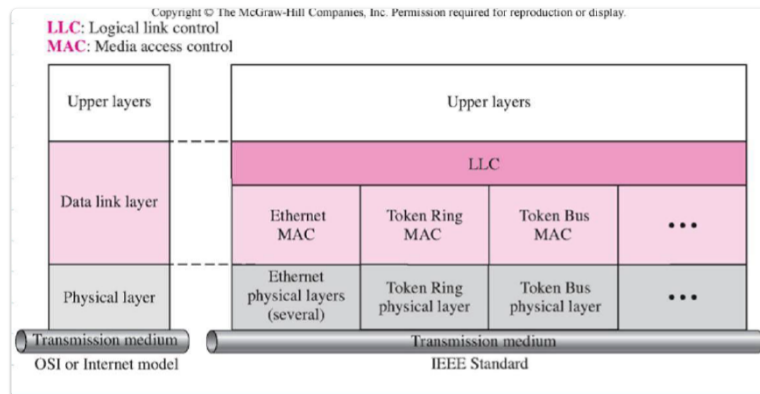 Copyright © The McGraw-Hill Companies, Inc. Permission required for reproduction or display.
LLC: Logical link control
MAC: Media access control
Upper layers
Upper layers
Data link layer
LLC
Ethernet
MAC
Token Ring
MAC
Token Bus
MAC
•••
Physical layer
Ethernet
physical layers
(several)
Token Ring
physical layer
Token Bus
physical layer
•••
Transmission medium
Transmission medium
OSI or Internet model
IEEE Standard